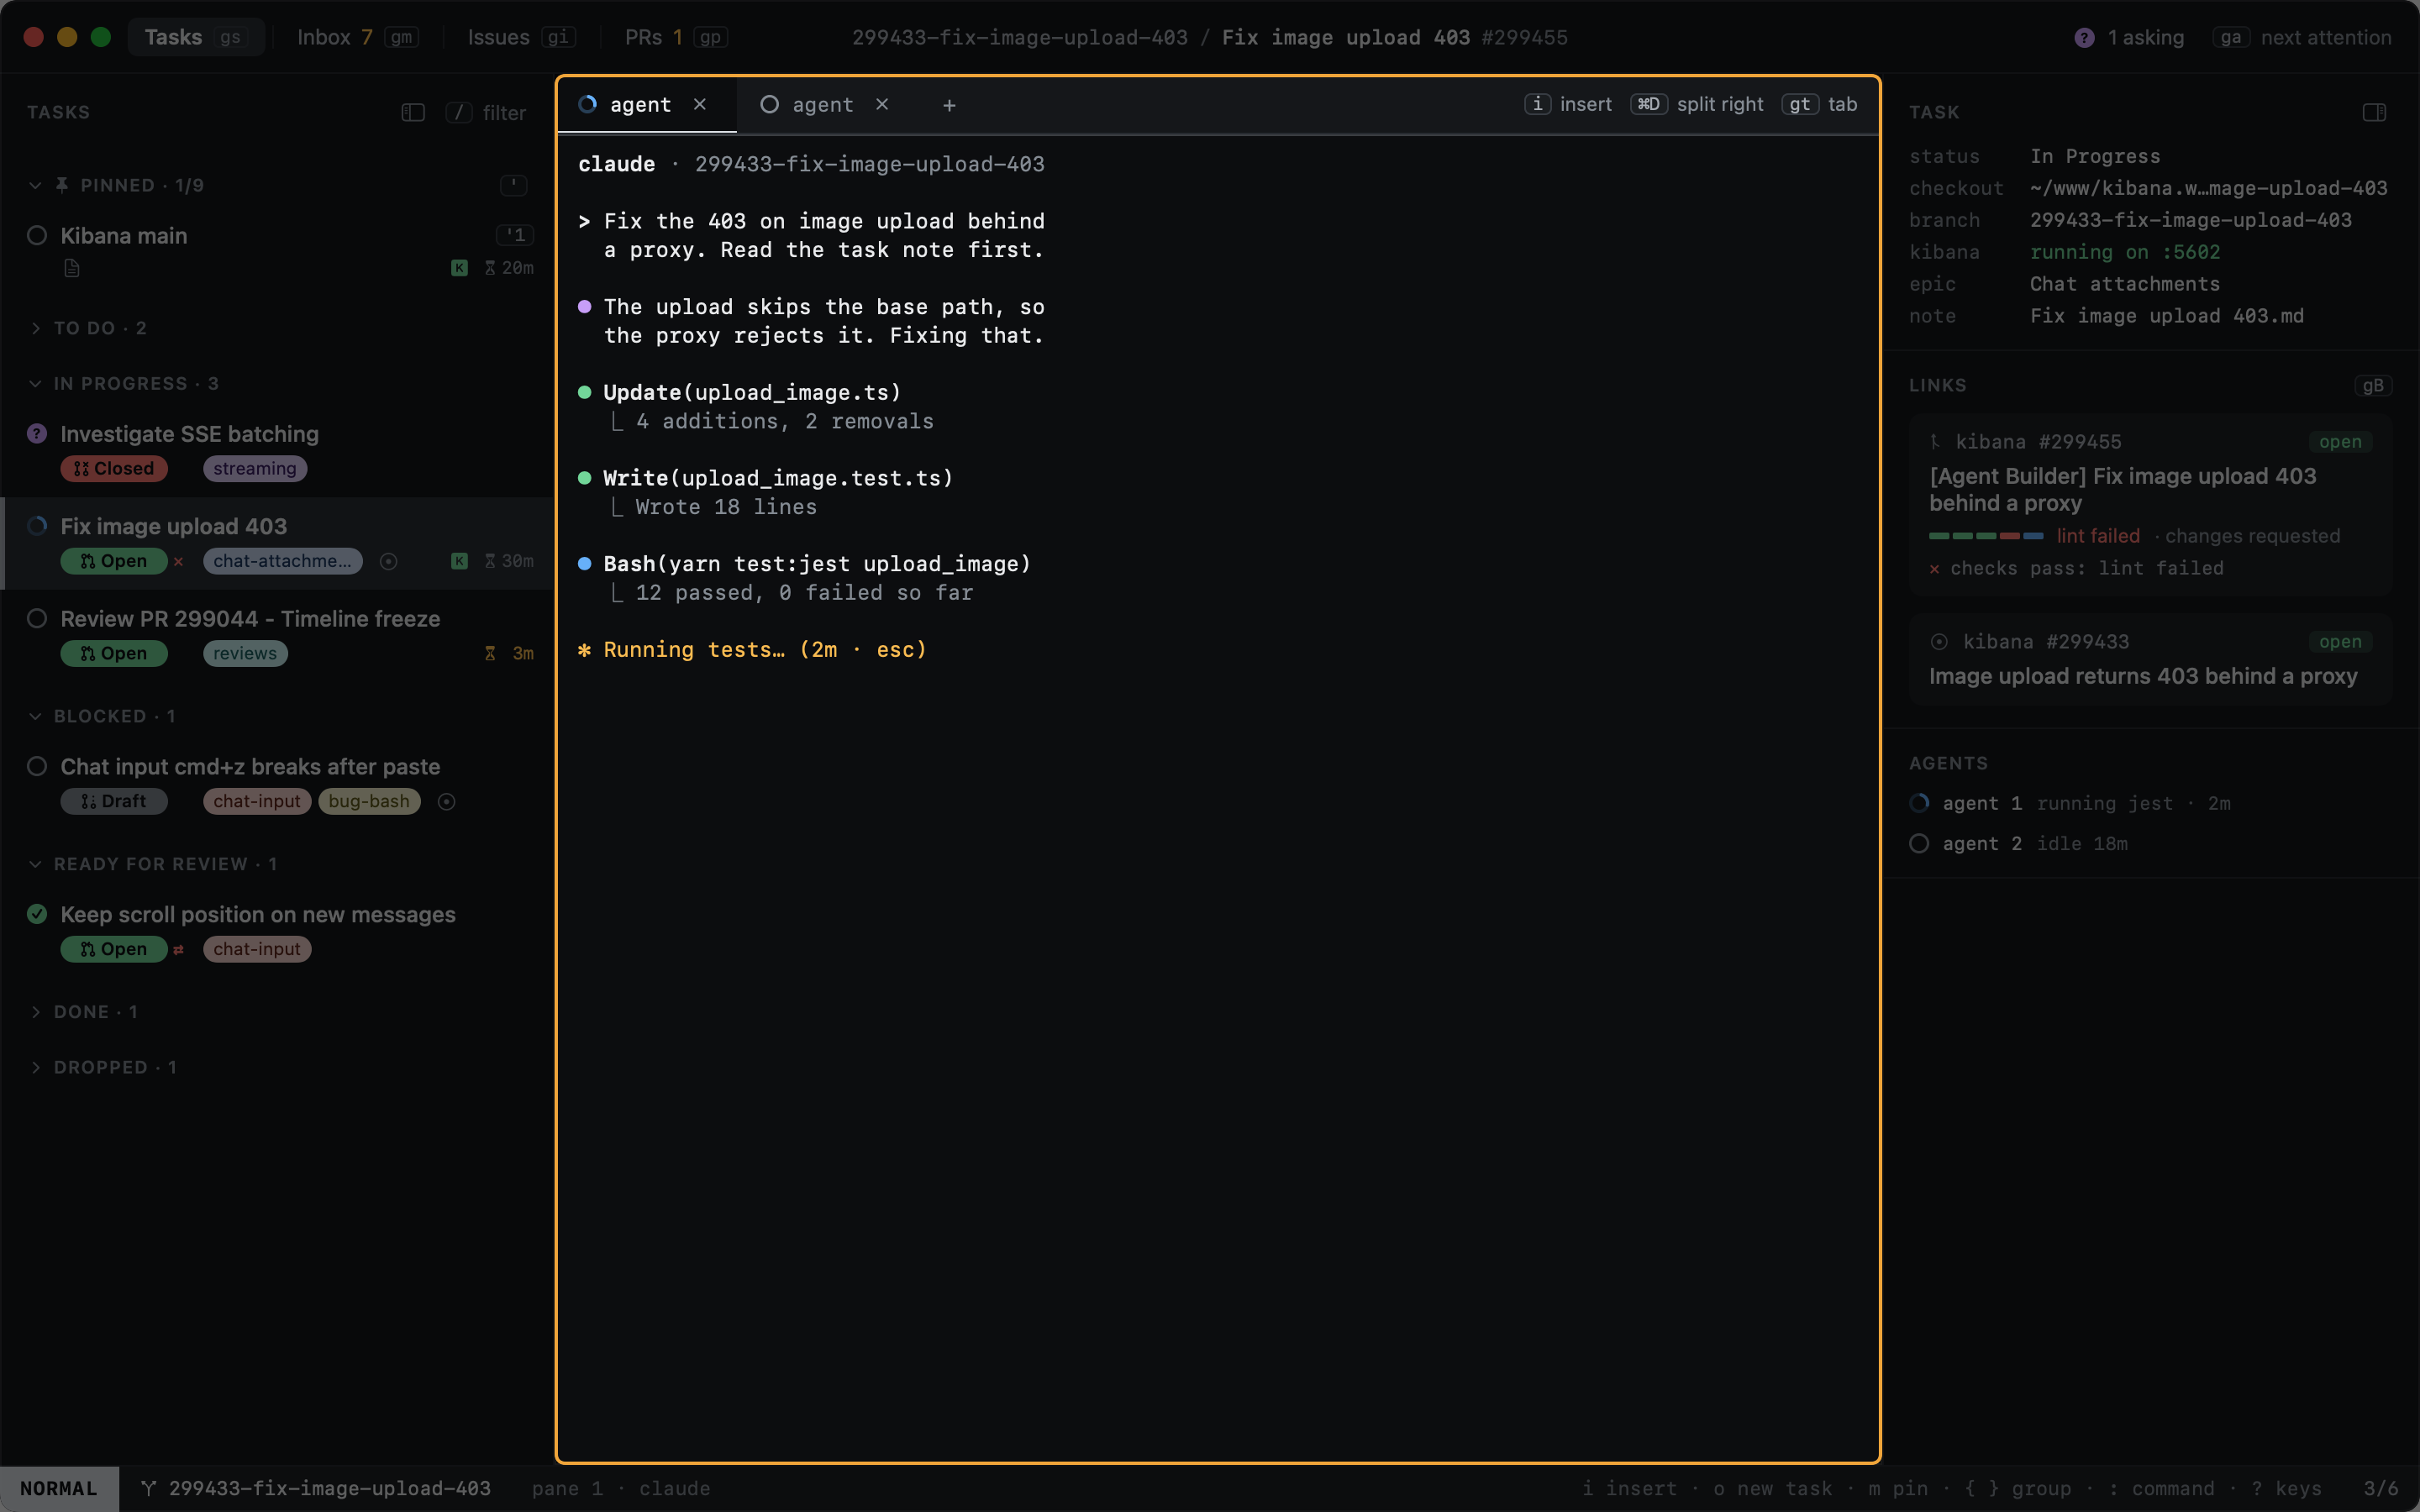 Tasks gs Inbox 7 gm Issues gi PRs 1 gp 299433-fix-image-upload-403 / Fix image upload 403 #299455 ? 1 asking ga next attention
TASKS / filter
PINNED · 1/9 '
Kibana main '1
K 20m
TO DO · 2
IN PROGRESS · 3
? Investigate SSE batching
Closed streaming
Fix image upload 403
Open × chat-attachme… K 30m
Review PR 299044 - Timeline freeze
Open reviews 3m
BLOCKED · 1
Chat input cmd+z breaks after paste
Draft chat-input bug-bash
READY FOR REVIEW · 1
Keep scroll position on new messages
Open chat-input
DONE · 1
DROPPED · 1
agent × agent × + i insert ⌘D split right gt tab
claude · 299433-fix-image-upload-403
> Fix the 403 on image upload behind
a proxy. Read the task note first.
The upload skips the base path, so
the proxy rejects it. Fixing that.
Update(upload_image.ts)
⎿ 4 additions, 2 removals
Write(upload_image.test.ts)
⎿ Wrote 18 lines
Bash(yarn test:jest upload_image)
⎿ 12 passed, 0 failed so far
✻ Running tests… (2m · esc)
TASK
status In Progress
checkout ~/www/kibana.w…mage-upload-403
branch 299433-fix-image-upload-403
kibana running on :5602
epic Chat attachments
note Fix image upload 403.md
LINKS gB
kibana #299455 open
[Agent Builder] Fix image upload 403
behind a proxy
lint failed · changes requested
× checks pass: lint failed
kibana #299433 open
Image upload returns 403 behind a proxy
AGENTS
agent 1 running jest · 2m
agent 2 idle 18m
NORMAL 299433-fix-image-upload-403 pane 1 · claude i insert · o new task · m pin · { } group · : command · ? keys 3/6